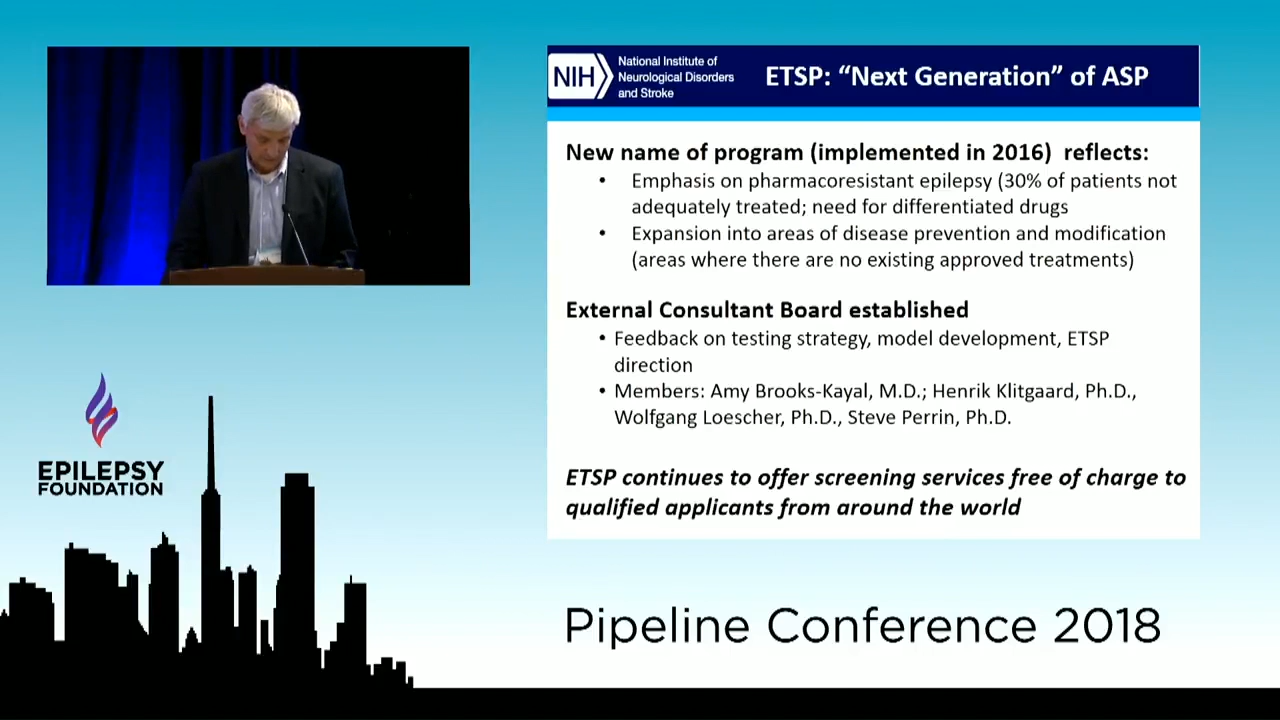 NIH
National Institute of
Neurological Disorders
and Stroke
ETSP: “Next Generation” of ASP
New name of program (implemented in 2016)  reflects:
• Emphasis on pharmacoresistant epilepsy (30% of patients not
adequately treated; need for differentiated drugs
• Expansion into areas of disease prevention and modification
(areas where there are no existing approved treatments)
External Consultant Board established
• Feedback on testing strategy, model development, ETSP
direction
• Members: Amy Brooks-Kayal, M.D.; Henrik Klitgaard, Ph.D.,
Wolfgang Loescher, Ph.D., Steve Perrin, Ph.D.
ETSP continues to offer screening services free of charge to
qualified applicants from around the world
EPILEPSY
FOUNDATION
Pipeline Conference 2018